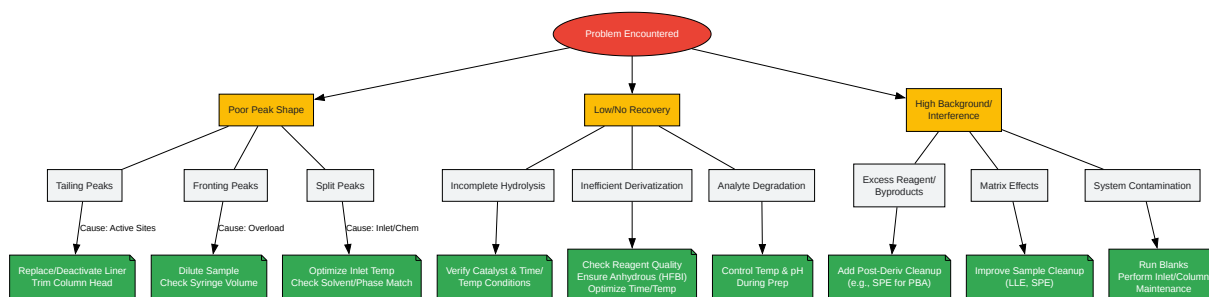 Problem Encountered
Poor Peak Shape
Low/No Recovery
High Background/
Interference
Tailing Peaks
Fronting Peaks
Split Peaks
Incomplete Hydrolysis
Inefficient Derivatization
Analyte Degradation
Excess Reagent/
Byproducts
Matrix Effects
System Contamination
Cause: Active Sites
Cause: Overload
Cause: Inlet/Chem
Replace/Deactivate Liner
Trim Column Head
Dilute Sample
Check Syringe Volume
Optimize Inlet Temp
Check Solvent/Phase Match
Verify Catalyst & Time/
Temp Conditions
Check Reagent Quality
Ensure Anhydrous (HFBI)
Optimize Time/Temp
Control Temp & pH
During Prep
Add Post-Deriv Cleanup
(e.g., SPE for PBA)
Improve Sample Cleanup
(LLE, SPE)
Run Blanks
Perform Inlet/Column
Maintenance